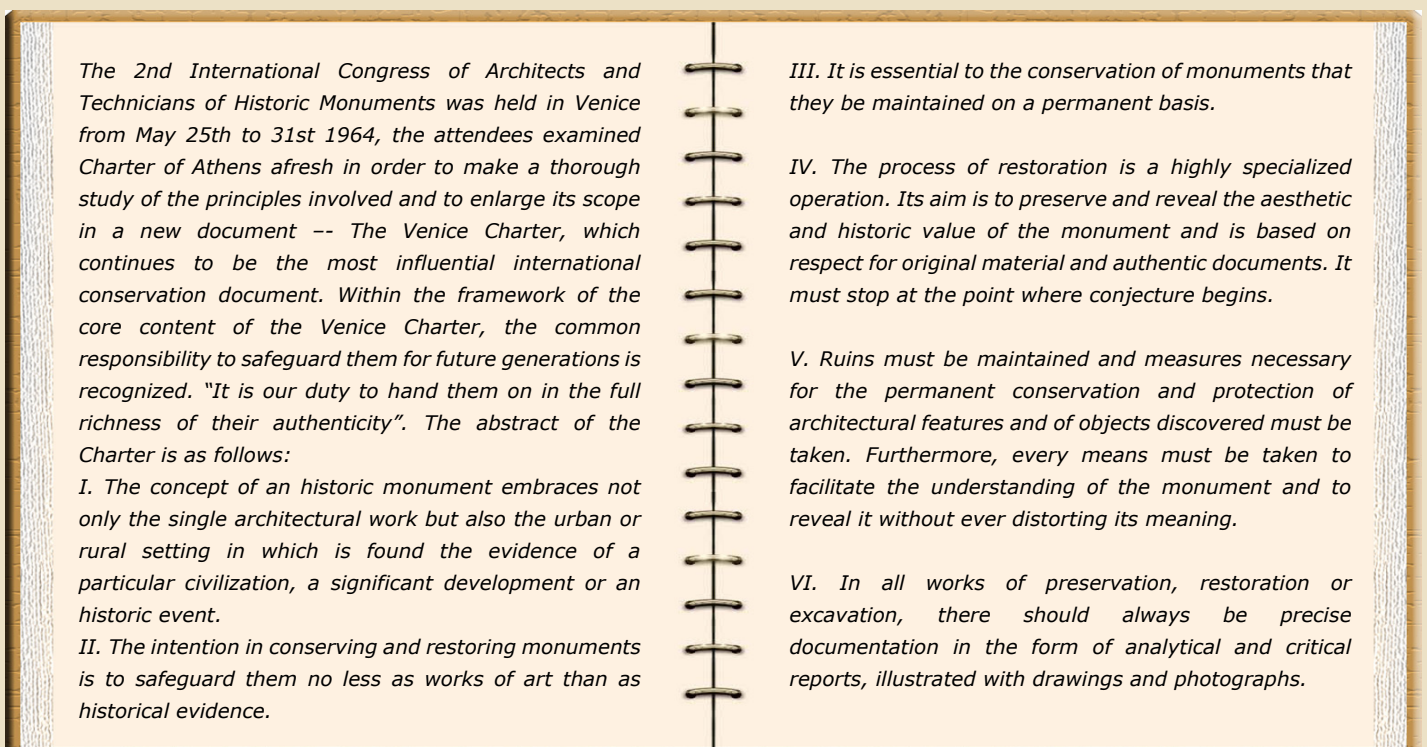 The 2nd International Congress of Architects and
Technicians of Historic Monuments was held in Venice
from May 25th to 31st 1964, the attendees examined
Charter of Athens afresh in order to make a thorough
study of the principles involved and to enlarge its scope
in a new document –- The Venice Charter, which
continues to be the most influential international
conservation document. Within the framework of the
core content of the Venice Charter, the common
responsibility to safeguard them for future generations is
recognized. “It is our duty to hand them on in the full
richness of their authenticity”. The abstract of the
Charter is as follows:
I. The concept of an historic monument embraces not
only the single architectural work but also the urban or
rural setting in which is found the evidence of a
particular civilization, a significant development or an
historic event.
II. The intention in conserving and restoring monuments
is to safeguard them no less as works of art than as
historical evidence.
III. It is essential to the conservation of monuments that
they be maintained on a permanent basis.
IV. The process of restoration is a highly specialized
operation. Its aim is to preserve and reveal the aesthetic
and historic value of the monument and is based on
respect for original material and authentic documents. It
must stop at the point where conjecture begins.
V. Ruins must be maintained and measures necessary
for the permanent conservation and protection of
architectural features and of objects discovered must be
taken. Furthermore, every means must be taken to
facilitate the understanding of the monument and to
reveal it without ever distorting its meaning.
VI. In all works of preservation, restoration or
excavation, there should always be precise
documentation in the form of analytical and critical
reports, illustrated with drawings and photographs.